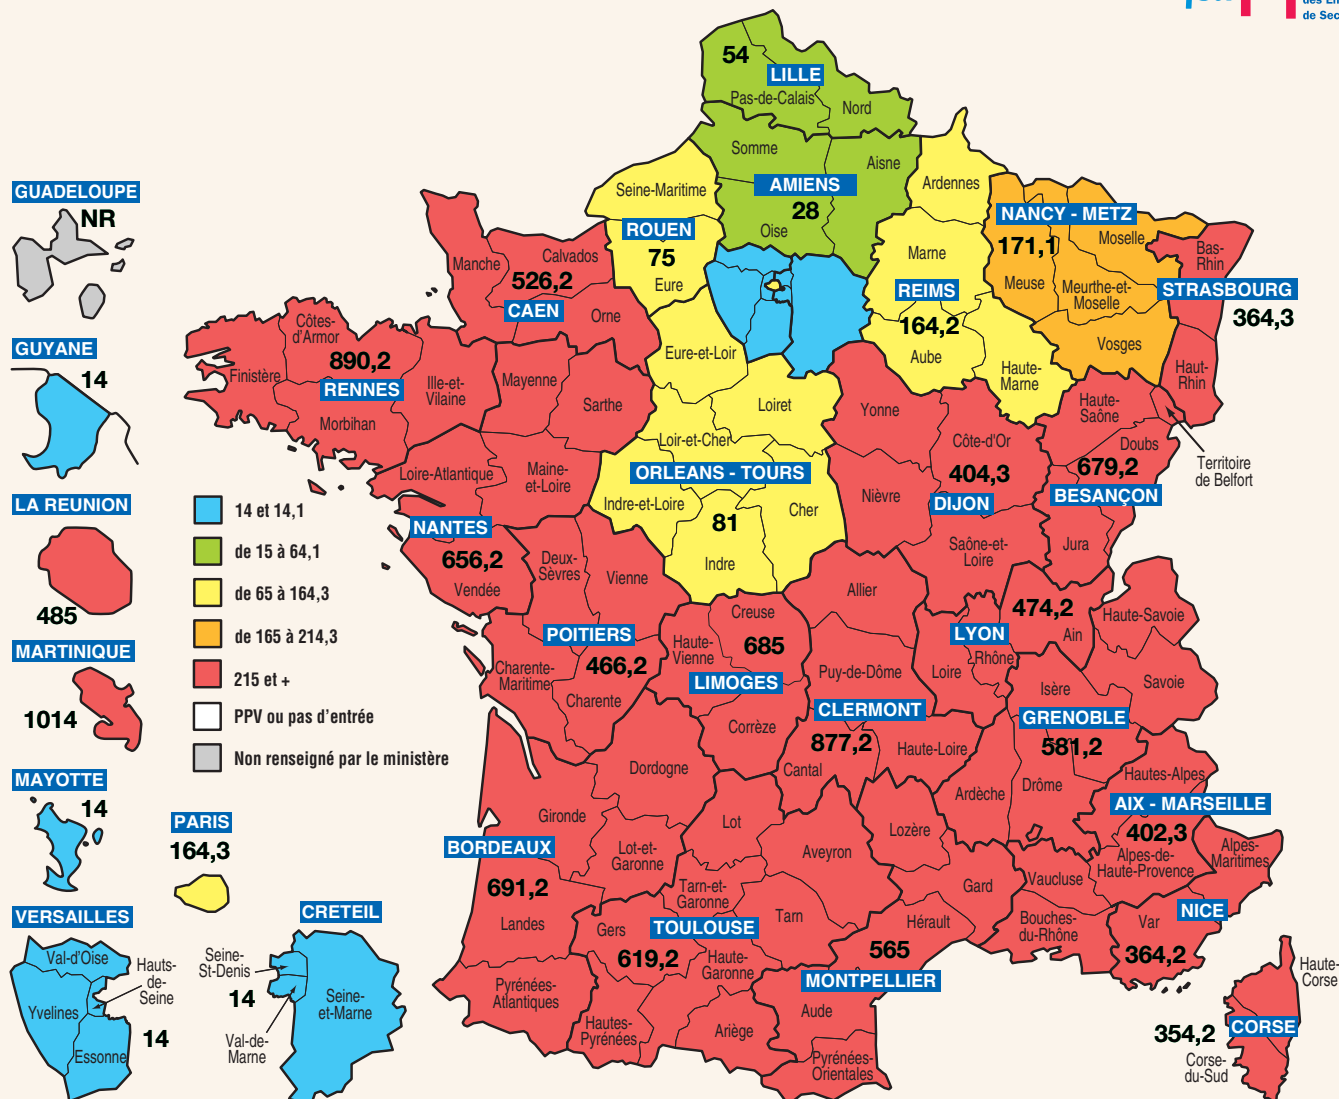 de Sec
54
LILLE
Pas-de-Calais
Nord
Somme
Aisne
AMIENS
28
Oise
Ardennes
Seine-Maritime
ROUEN
75
Eure
Marne
REIMS
164,2
Aube
Haute-
Marne
NANCY - METZ
171,1
Moselle
Meuse
Meurthe-et-
Moselle
Vosges
Bas-
Rhin
STRASBOURG
364,3
Haut-
Rhin
GUADELOUPE
NR
GUYANE
14
LA REUNION
485
MARTINIQUE
1014
MAYOTTE
14
PARIS
164,3
VERSAILLES
Val-d'Oise
Hauts-
de-
Seine
Yvelines
Essonne
14
CRETEIL
Seine-
St-Denis
14
Seine-
et-Marne
Val-de-
Marne
14 et 14,1
de 15 à 64,1
de 65 à 164,3
de 165 à 214,3
215 et +
PPV ou pas d'entrée
Non renseigné par le ministère
Manche
Calvados
526,2
CAEN
Orne
Côtes-
d'Armor
Finistère
890,2
RENNES
Ille-et-
Vilaine
Morbihan
Mayenne
Sarthe
Loire-Atlantique
Maine-
et-Loire
NANTES
656,2
Vendée
Eure-et-Loir
Loiret
Loir-et-Cher
ORLEANS - TOURS
Indre-et-Loire
81
Cher
Indre
Yonne
Côte-d'Or
404,3
Nièvre
DIJON
Saône-et-
Loire
Haute-
Saône
Doubs
679,2
BESANÇON
Jura
Territoire
de Belfort
Deux-
Sèvres
Vienne
POITIERS
466,2
Charente-
Maritime
Charente
Creuse
Haute-
Vienne
685
LIMOGES
Corrèze
Allier
Puy-de-Dôme
CLERMONT
877,2
Haute-Loire
Cantal
474,2
Ain
LYON
Rhône
Loire
Haute-Savoie
Savoie
Isère
GRENOBLE
581,2
Ardèche
Drôme
Hautes-Alpes
AIX - MARSEILLE
402,3
Alpes-de-
Haute-Provence
Vaucluse
Bouches-
du-Rhône
Alpes-
Maritimes
NICE
Var
364,2
Dordogne
Gironde
BORDEAUX
Lot-et-
Garonne
691,2
Landes
Pyrénées-
Atlantiques
Lot
Aveyron
Tarn-et-
Garonne
Tarn
Gers
TOULOUSE
619,2
Haute-
Garonne
Hautes-
Pyrénées
Ariège
Lozère
Gard
Hérault
565
MONTPELLIER
Aude
Pyrénées-
Orientales
Haute-
Corse
354,2
CORSE
Corse-
du-Sud